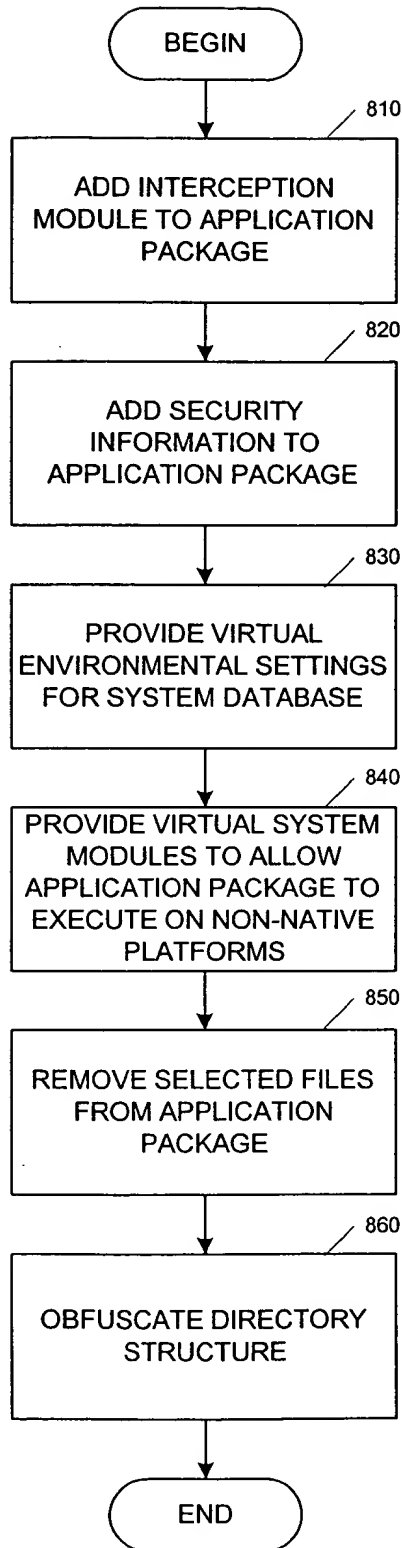 BEGIN
810
ADD INTERCEPTION
MODULE TO APPLICATION
PACKAGE
820
ADD SECURITY
INFORMATION TO
APPLICATION PACKAGE
830
PROVIDE VIRTUAL
ENVIRONMENTAL SETTINGS
FOR SYSTEM DATABASE
840
PROVIDE VIRTUAL SYSTEM
MODULES TO ALLOW
APPLICATION PACKAGE TO
EXECUTE ON NON-NATIVE
PLATFORMS
850
REMOVE SELECTED FILES
FROM APPLICATION
PACKAGE
860
OBFUSCATE DIRECTORY
STRUCTURE
END